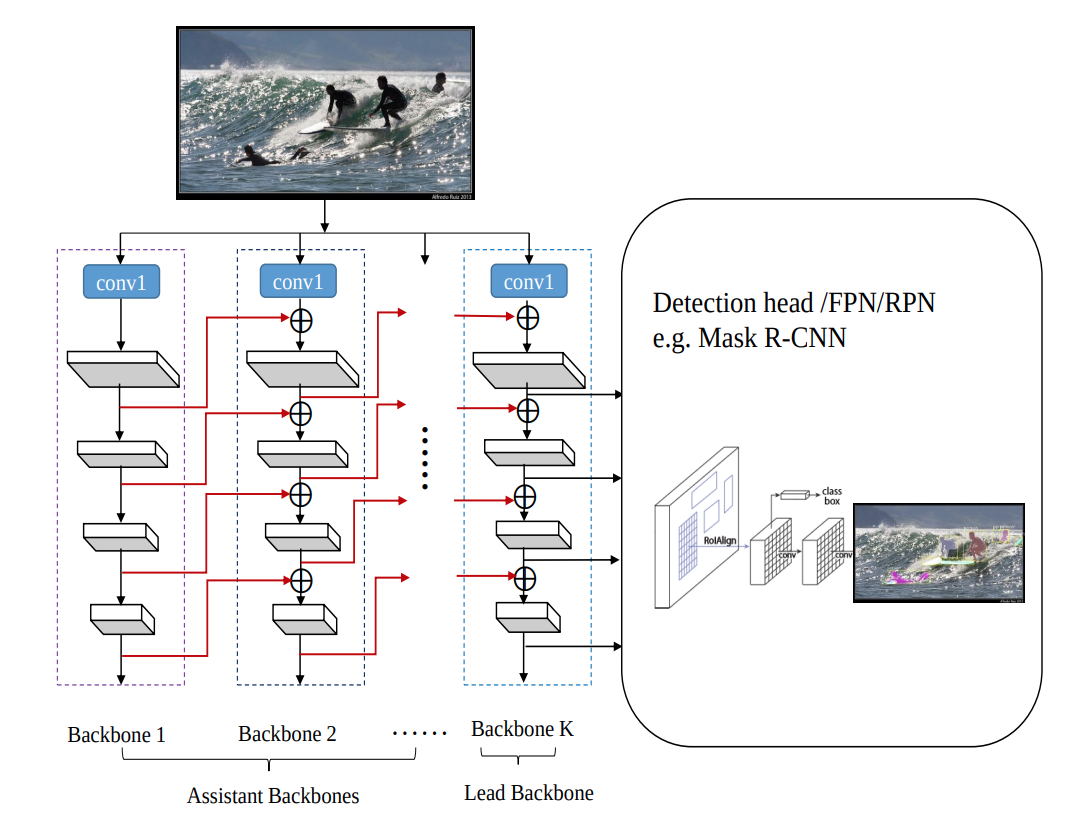 Alfredo Ruiz 2013
conv1
conv1
conv1
Detection head /FPN/RPN
e.g. Mask R-CNN
class
box
RoIAlign
conv
conv
Backbone 1
Backbone 2
......
Backbone K
Assistant Backbones
Lead Backbone